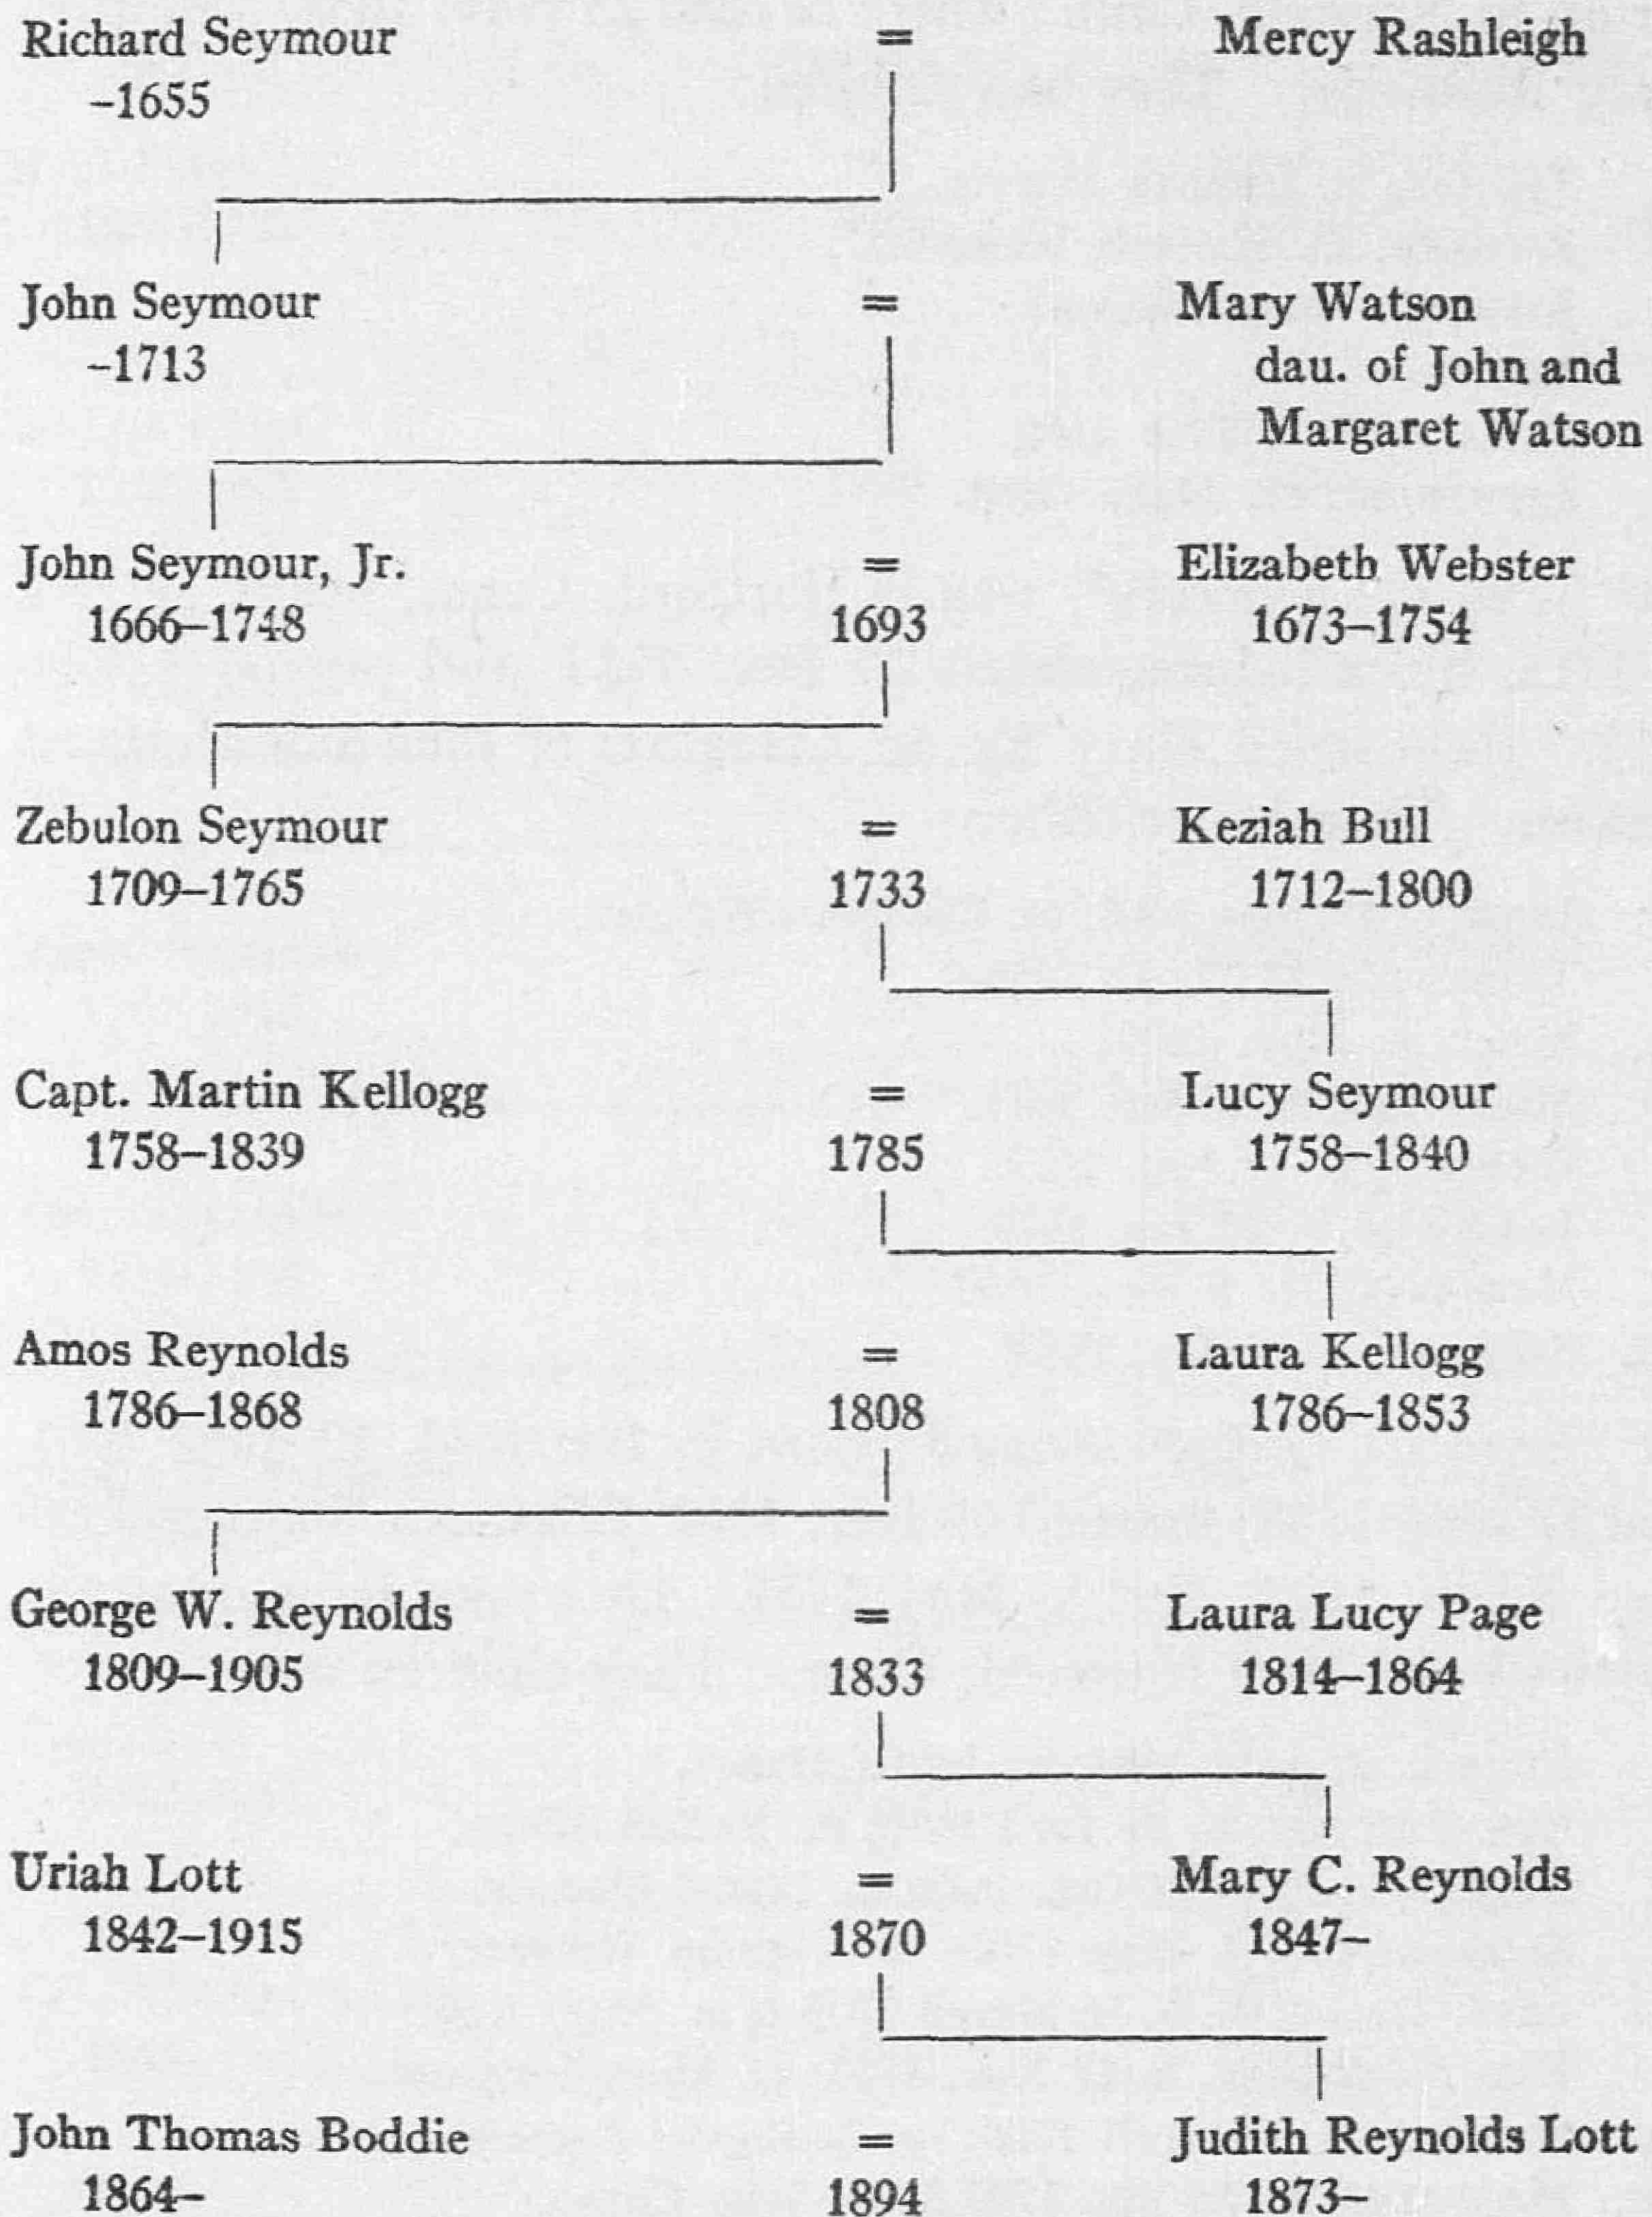 Richard Seymour = Mercy Rashleigh
-1655
John Seymour = Mary Watson
-1713 dau. of John and
Margaret Watson
John Seymour, Jr. = Elizabeth Webster
1666–1748 1693 1673–1754
Zebulon Seymour = Keziah Bull
1709–1765 1733 1712–1800
Capt. Martin Kellogg = Lucy Seymour
1758–1839 1785 1758–1840
Amos Reynolds = Laura Kellogg
1786–1868 1808 1786–1853
George W. Reynolds = Laura Lucy Page
1809–1905 1833 1814–1864
Uriah Lott = Mary C. Reynolds
1842–1915 1870 1847–
John Thomas Boddie = Judith Reynolds Lott
1864– 1894 1873–